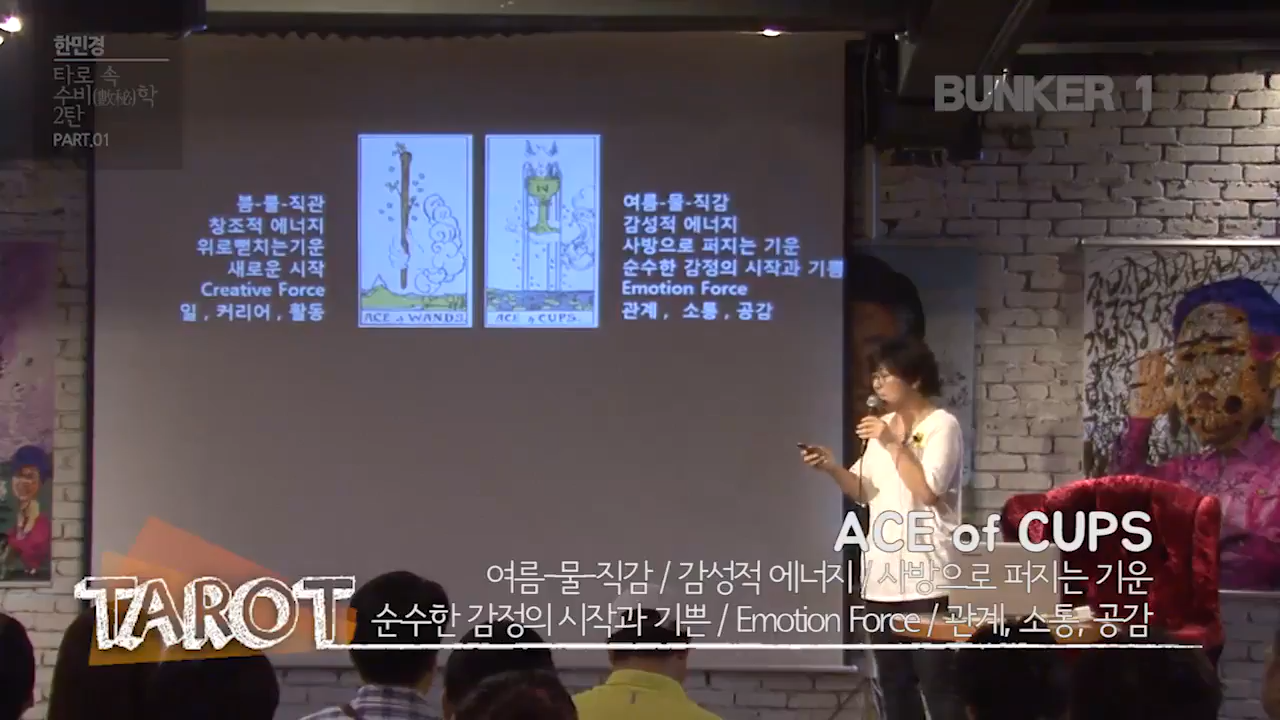 한민경
타로 속
수비(數秘)학
2탄
PART.01
BUNKER 1
봄-불-직관
창조적 에너지
위로뻗치는기운
새로운 시작
Creative Force
일 , 커리어 , 활동
ACE of WANDS.
ACE of CUPS.
여름-물-직감
감성적 에너지
사방으로 퍼지는 기운
순수한 감정의 시작과 기쁨
Emotion Force
관계 , 소통 , 공감
ACE of CUPS
여름-물-직감 / 감성적 에너지 / 사방으로 퍼지는 기운
순수한 감정의 시작과 기쁜 / Emotion Force / 관계, 소통, 공감
TAROT